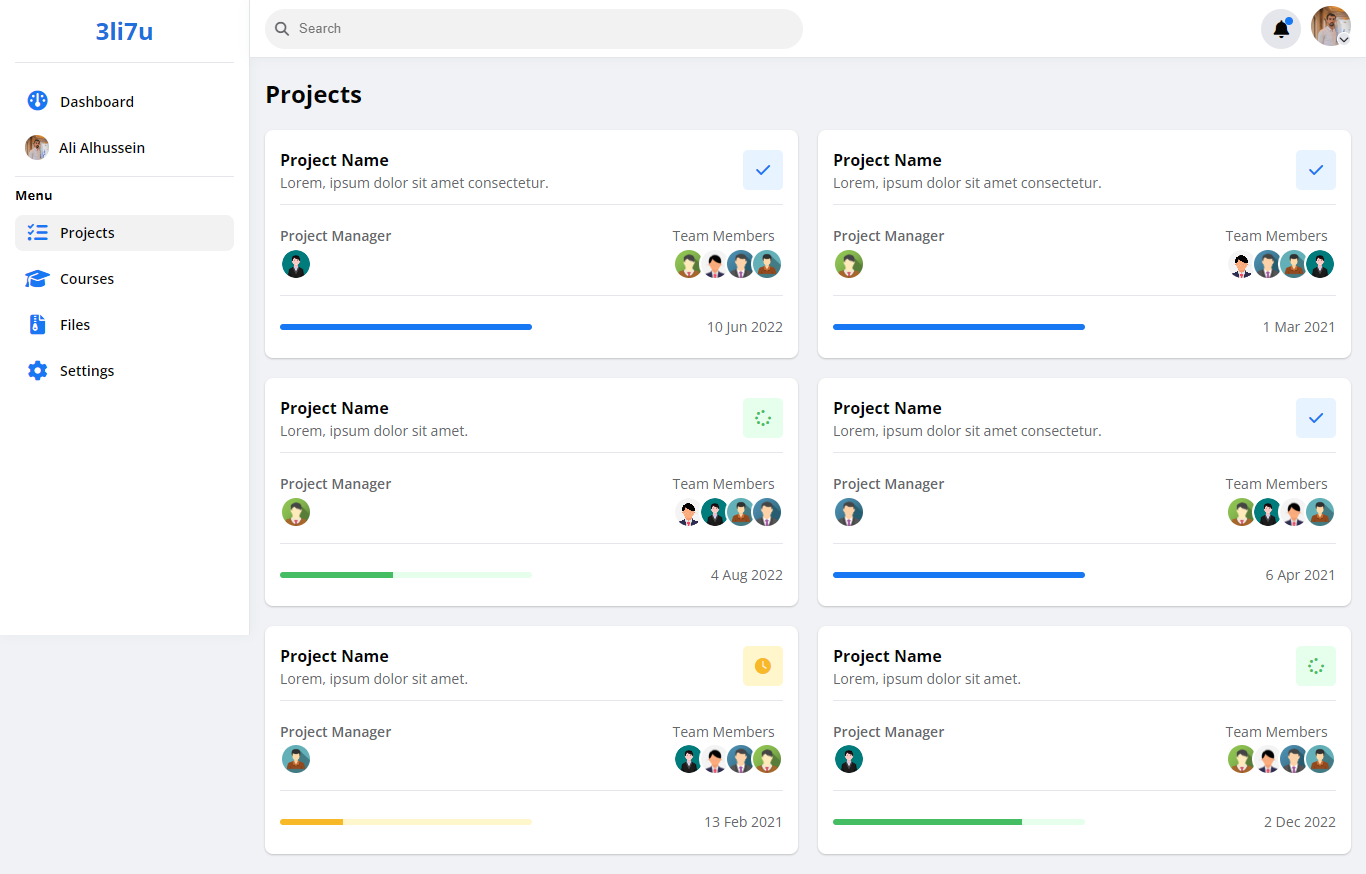 3li7u
Search
Dashboard
Ali Alhussein
Menu
Projects
Courses
Files
Settings
Projects
Project Name
Lorem, ipsum dolor sit amet consectetur.
Project Manager
Team Members
10 Jun 2022
Project Name
Lorem, ipsum dolor sit amet consectetur.
Project Manager
Team Members
1 Mar 2021
Project Name
Lorem, ipsum dolor sit amet.
Project Manager
Team Members
4 Aug 2022
Project Name
Lorem, ipsum dolor sit amet consectetur.
Project Manager
Team Members
6 Apr 2021
Project Name
Lorem, ipsum dolor sit amet.
Project Manager
Team Members
13 Feb 2021
Project Name
Lorem, ipsum dolor sit amet.
Project Manager
Team Members
2 Dec 2022